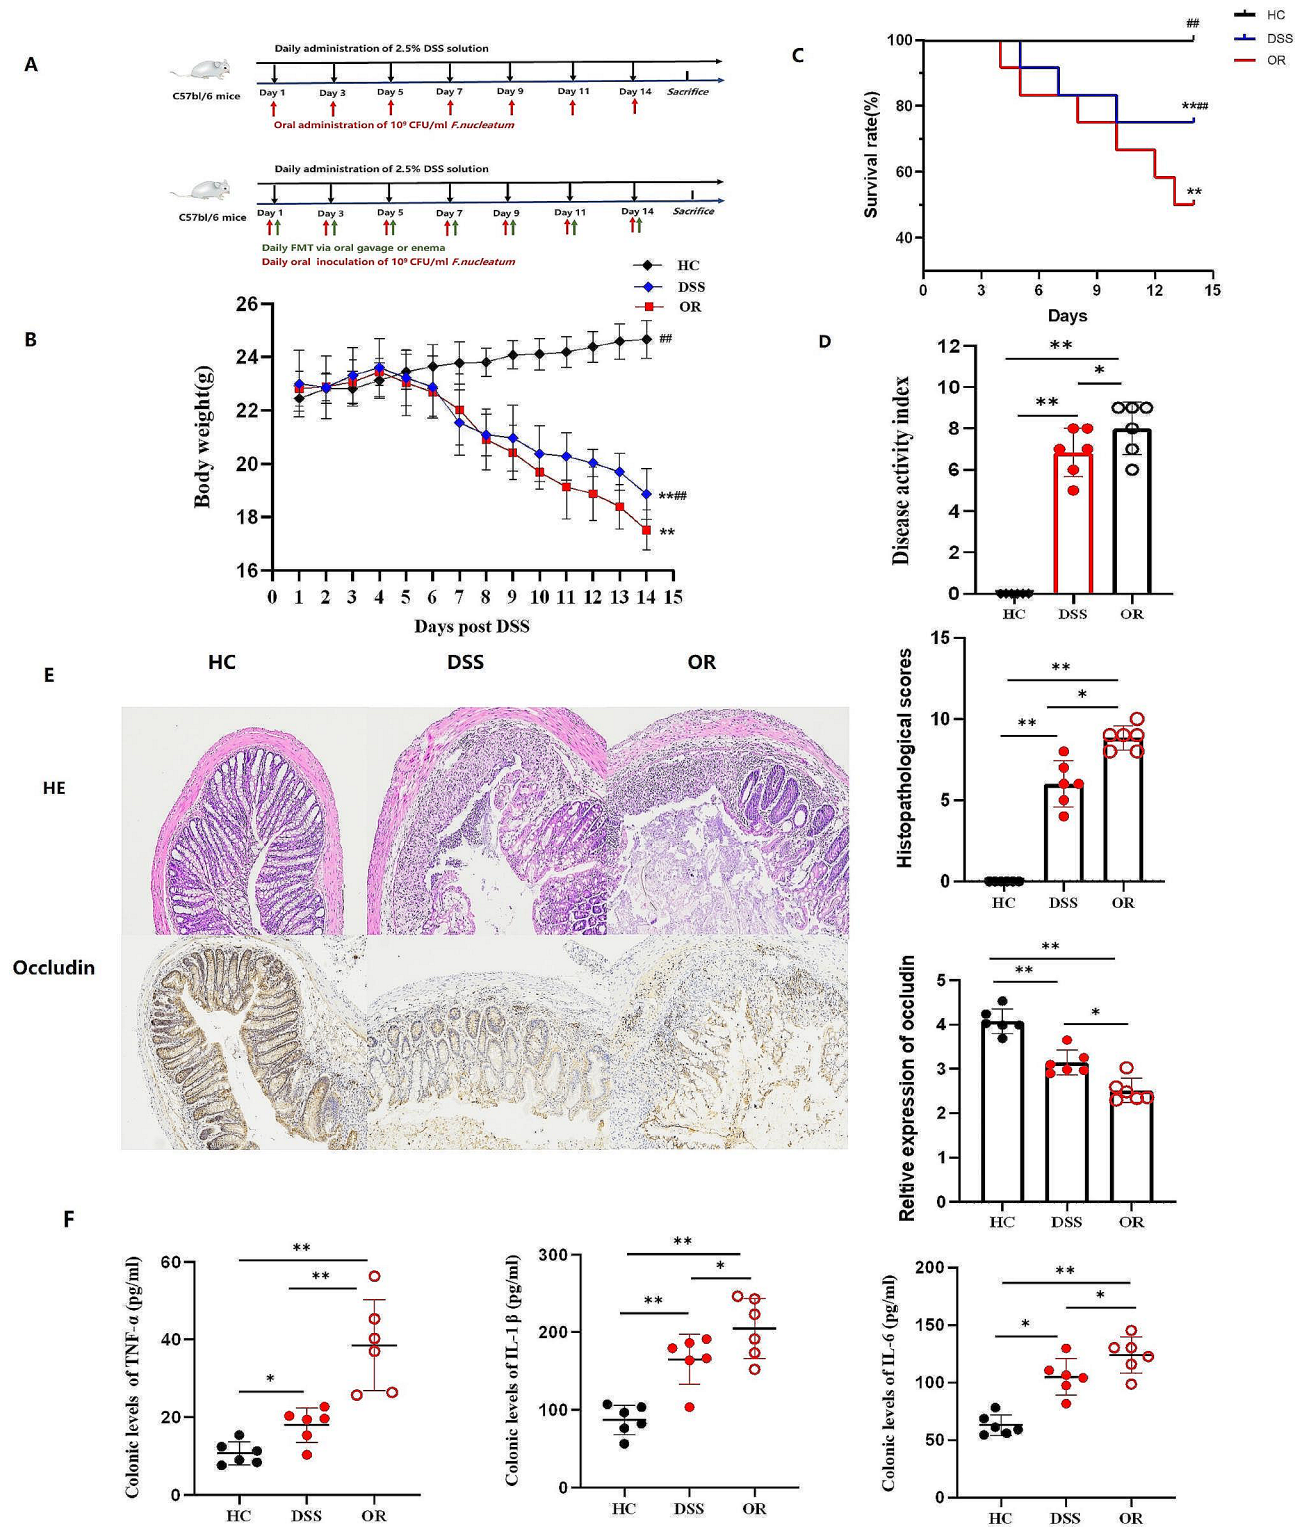 A
Daily administration of 2.5% DSS solution
C57bl/6 mice
Day 1 Day 3 Day 5 Day 7 Day 9 Day 11 Day 14 Sacrifice
Oral administration of 10⁹ CFU/ml F.nucleatum
Daily administration of 2.5% DSS solution
C57bl/6 mice
Day 1 Day 3 Day 5 Day 7 Day 9 Day 11 Day 14 Sacrifice
Daily FMT via oral gavage or enema
Daily oral inoculation of 10⁹ CFU/ml F.nucleatum
B
HC
DSS
OR
Body weight(g)
26
24
22
20
18
16
##
**##
**
0 1 2 3 4 5 6 7 8 9 10 11 12 13 14 15
Days post DSS
C
HC
DSS
OR
Survival rate(%)
100
80
60
40
##
**##
**
0 3 6 9 12 15
Days
D
Disease activity index
12
10
8
6
4
2
0
**
*
**
HC DSS OR
E
HC DSS OR
HE
Occludin
Histopathological scores
15
10
5
0
**
*
**
HC DSS OR
Reltive expression of occludin
5
4
3
2
1
0
**
**
*
HC DSS OR
F
Colonic levels of TNF-α (pg/ml)
60
40
20
0
**
**
*
HC DSS OR
Colonic levels of IL-1β (pg/ml)
300
200
100
0
**
*
**
HC DSS OR
Colonic levels of IL-6 (pg/ml)
200
150
100
50
0
**
*
*
HC DSS OR